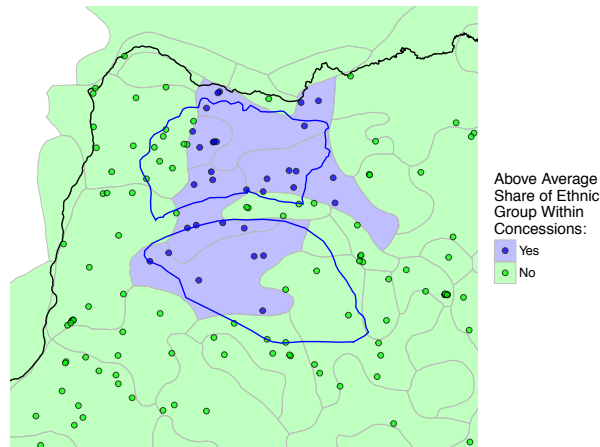 Above Average
Share of Ethnic
Group Within
Concessions:
Yes
No